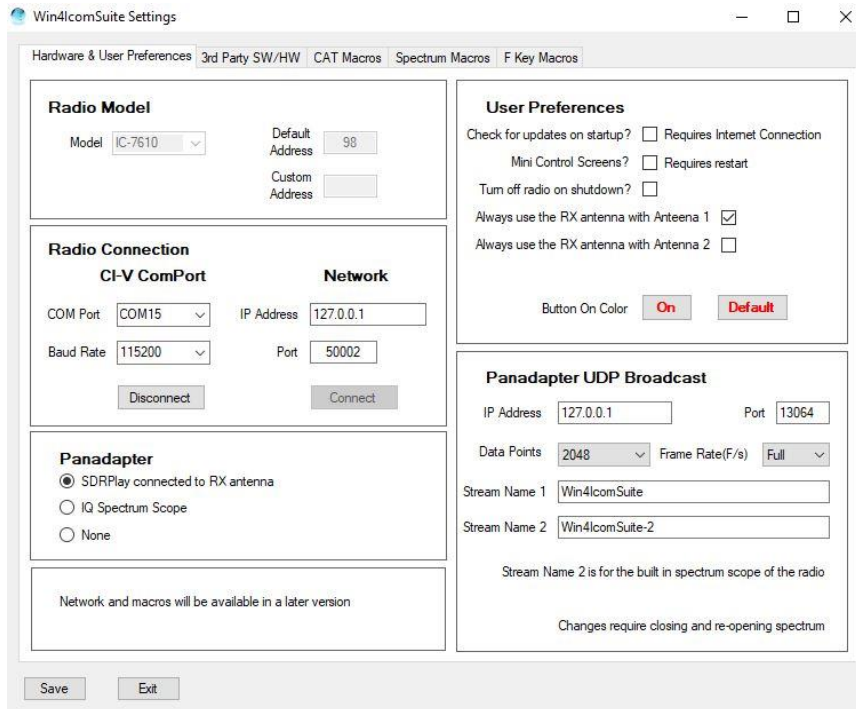 Win4IcomSuite Settings
Hardware & User Preferences 3rd Party SW/HW CAT Macros Spectrum Macros F Key Macros
Radio Model
Model IC-7610
Default Address 98
Custom Address
Radio Connection
CI-V ComPort Network
COM Port COM15 IP Address 127.0.0.1
Baud Rate 115200 Port 50002
Disconnect Connect
Panadapter
SDRPlay connected to RX antenna
IQ Spectrum Scope
None
Network and macros will be available in a later version
User Preferences
Check for updates on startup? Requires Internet Connection
Mini Control Screens? Requires restart
Turn off radio on shutdown?
Always use the RX antenna with Anteena 1
Always use the RX antenna with Antenna 2
Button On Color On Default
Panadapter UDP Broadcast
IP Address 127.0.0.1 Port 13064
Data Points 2048 Frame Rate(F/s) Full
Stream Name 1 Win4IcomSuite
Stream Name 2 Win4IcomSuite-2
Stream Name 2 is for the built in spectrum scope of the radio
Changes require closing and re-opening spectrum
Save Exit